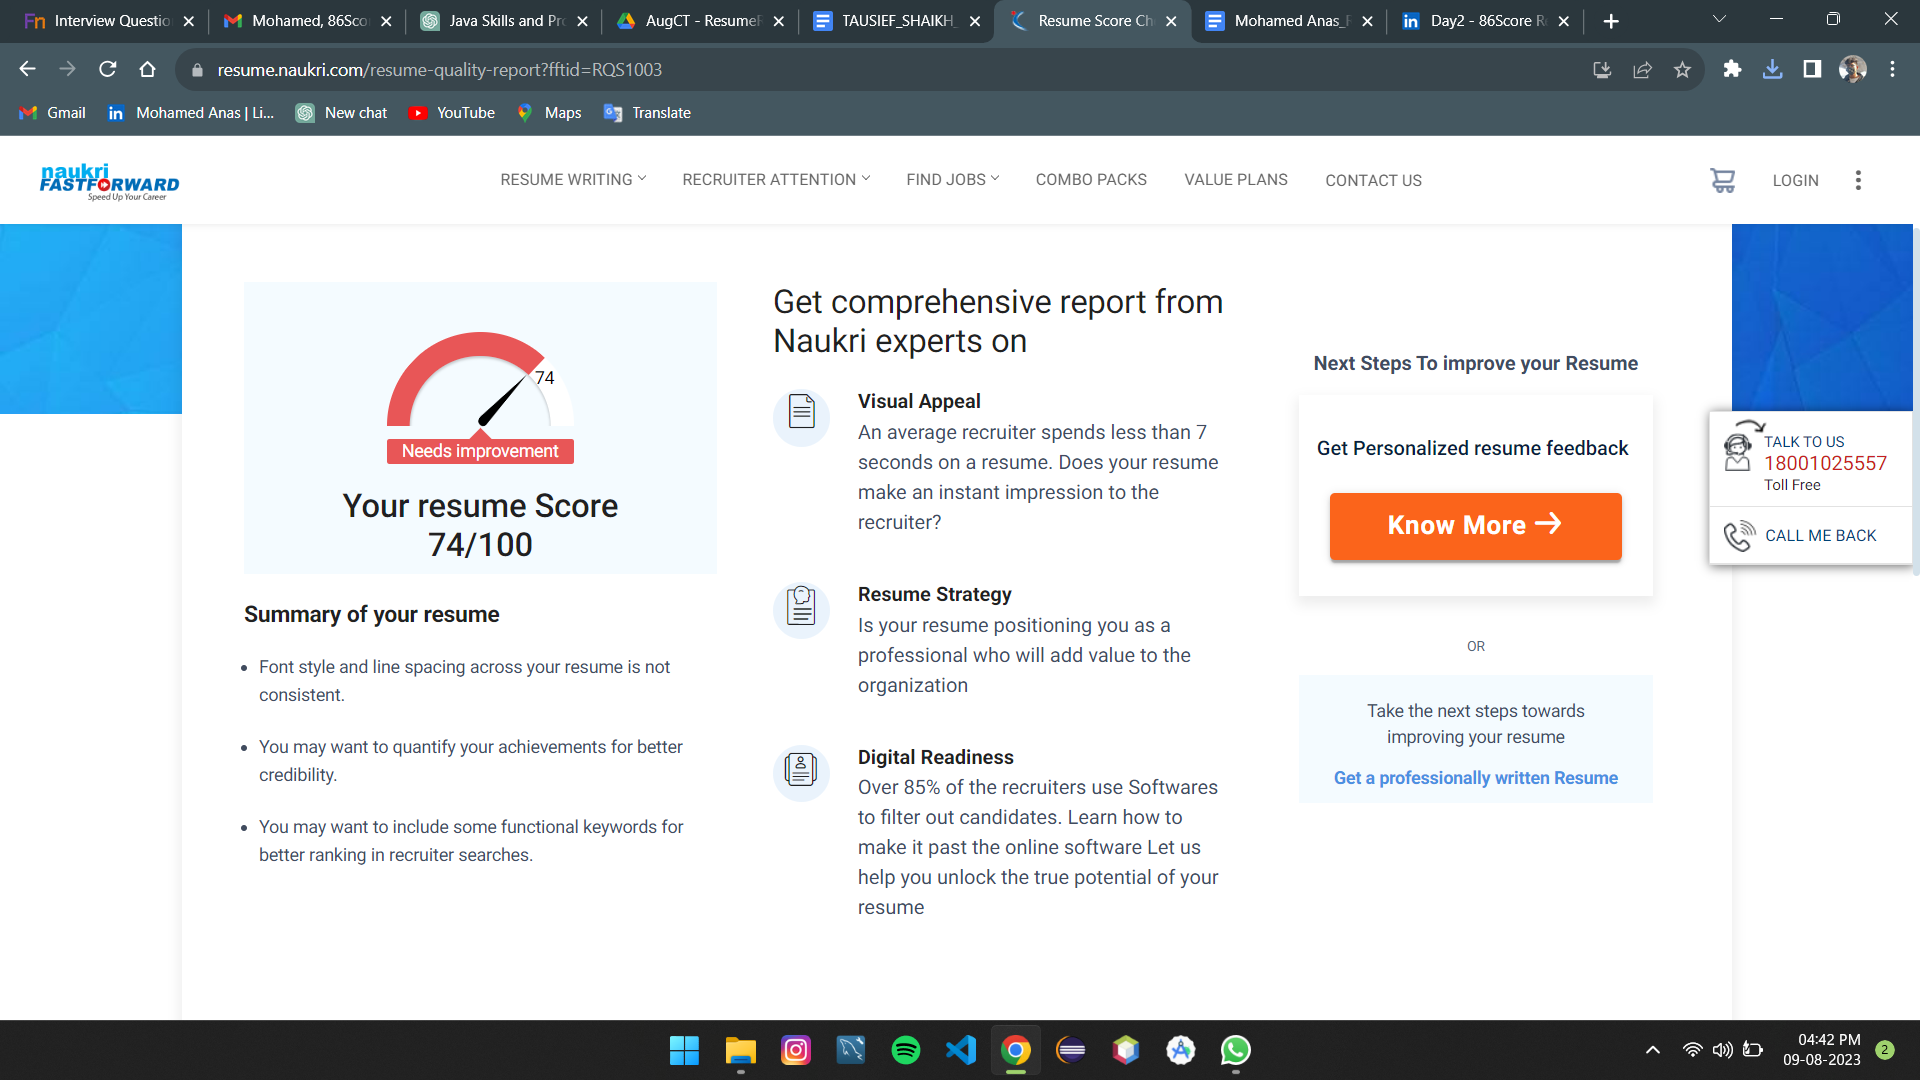 Interview Questio
Mohamed, 86Sco
Java Skills and Pr
AugCT - ResumeF
TAUSIEF_SHAIKH_
Resume Score Ch
Mohamed Anas_F
Day2 - 86Score R
resume.naukri.com/resume-quality-report?fftid=RQS1003
Gmail
Mohamed Anas | Li...
New chat
YouTube
Maps
Translate
naukri
FASTFORWARD
Speed Up Your Career
RESUME WRITING
RECRUITER ATTENTION
FIND JOBS
COMBO PACKS
VALUE PLANS
CONTACT US
LOGIN
74
Needs improvement
Your resume Score
74/100
Summary of your resume
• Font style and line spacing across your resume is not
consistent.
• You may want to quantify your achievements for better
credibility.
• You may want to include some functional keywords for
better ranking in recruiter searches.
Get comprehensive report from
Naukri experts on
Visual Appeal
An average recruiter spends less than 7
seconds on a resume. Does your resume
make an instant impression to the
recruiter?
Resume Strategy
Is your resume positioning you as a
professional who will add value to the
organization
Digital Readiness
Over 85% of the recruiters use Softwares
to filter out candidates. Learn how to
make it past the online software Let us
help you unlock the true potential of your
resume
Next Steps To improve your Resume
Get Personalized resume feedback
Know More →
OR
Take the next steps towards
improving your resume
Get a professionally written Resume
TALK TO US
18001025557
Toll Free
CALL ME BACK
04:42 PM
09-08-2023
2